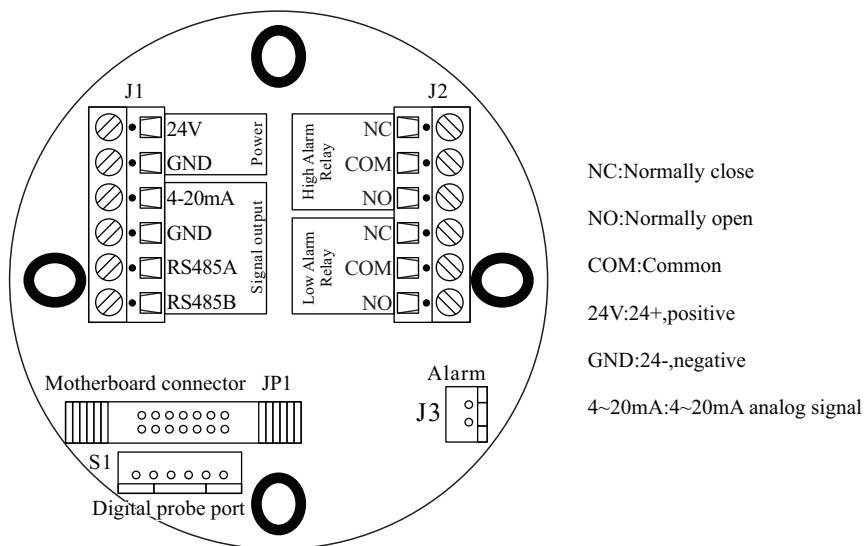 J1
J2
24V
GND
Power
4-20mA
GND
RS485A
RS485B
Signal output
High Alarm
Relay
NC
COM
NO
Low Alarm
Relay
NC
COM
NO
Motherboard connector JP1
Alarm
J3
S1
Digital probe port
NC:Normally close
NO:Normally open
COM:Common
24V:24+,positive
GND:24-,negative
4~20mA:4~20mA analog signal